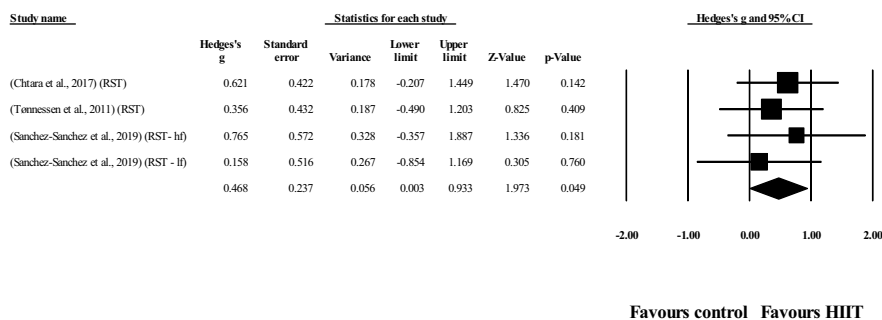 Study name Statistics for each study Hedges's g and 95% CI
Hedges's g Standard error Variance Lower limit Upper limit Z-Value p-Value
(Chtara et al., 2017) (RST) 0.621 0.422 0.178 -0.207 1.449 1.470 0.142
(Tønnessen et al., 2011) (RST) 0.356 0.432 0.187 -0.490 1.203 0.825 0.409
(Sanchez-Sanchez et al., 2019) (RST- hf) 0.765 0.572 0.328 -0.357 1.887 1.336 0.181
(Sanchez-Sanchez et al., 2019) (RST - lf) 0.158 0.516 0.267 -0.854 1.169 0.305 0.760
0.468 0.237 0.056 0.003 0.933 1.973 0.049
-2.00 -1.00 0.00 1.00 2.00
Favours control Favours HIIT